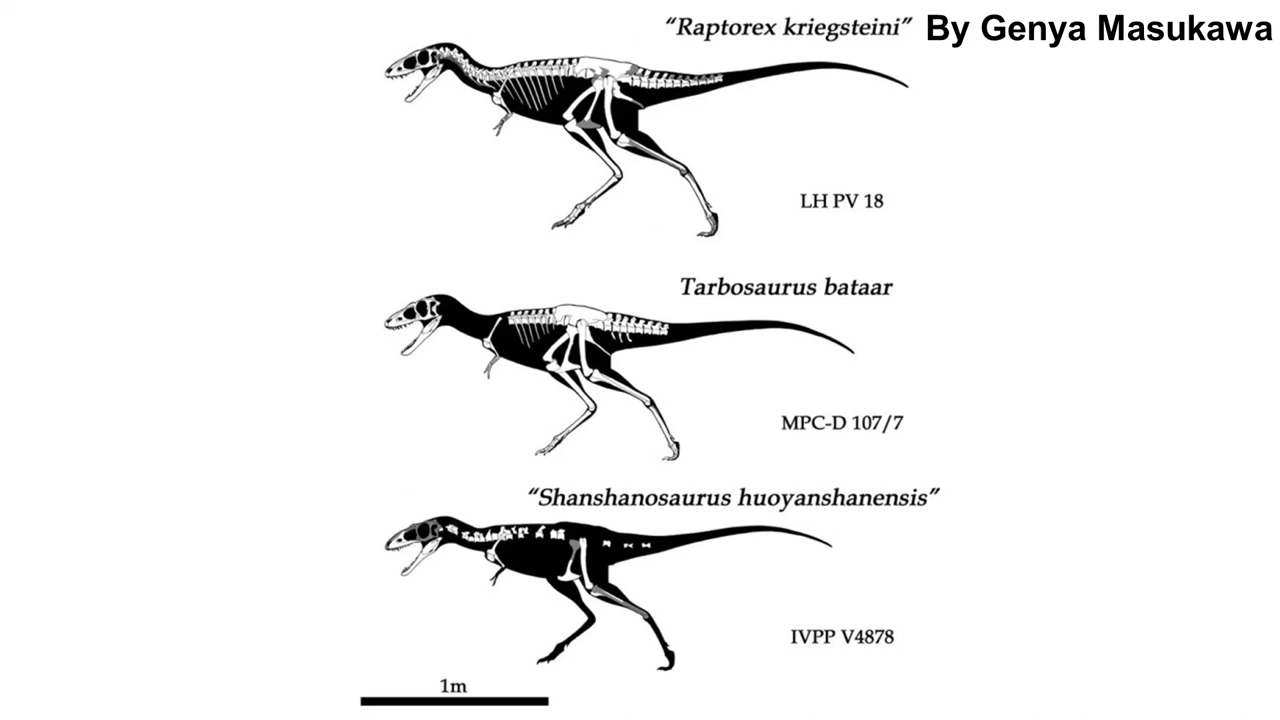 “Raptorex kriegsteini” By Genya Masukawa
LH PV 18
Tarbosaurus bataar
MPC-D 107/7
“Shanshanosaurus huoyanshanensis”
IVPP V4878
1m